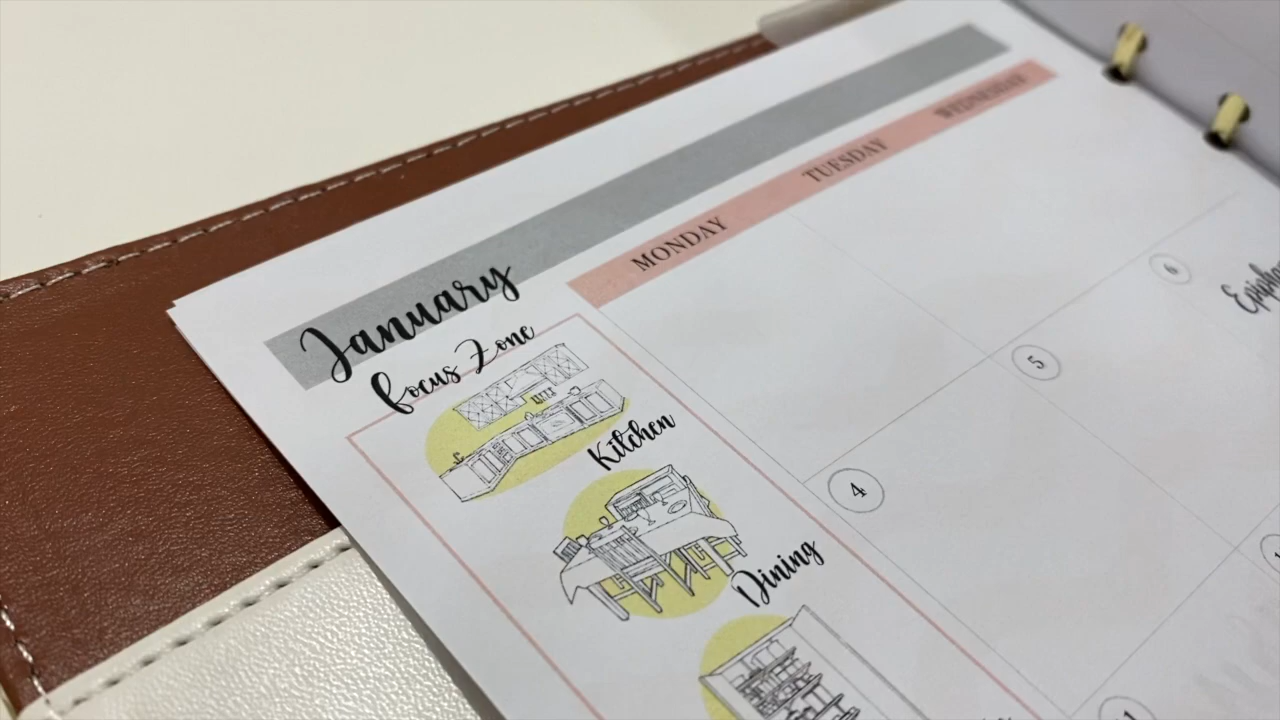 January
MONDAY TUESDAY WEDNESDAY
Focus Zone
Kitchen
Dining
6
5
4